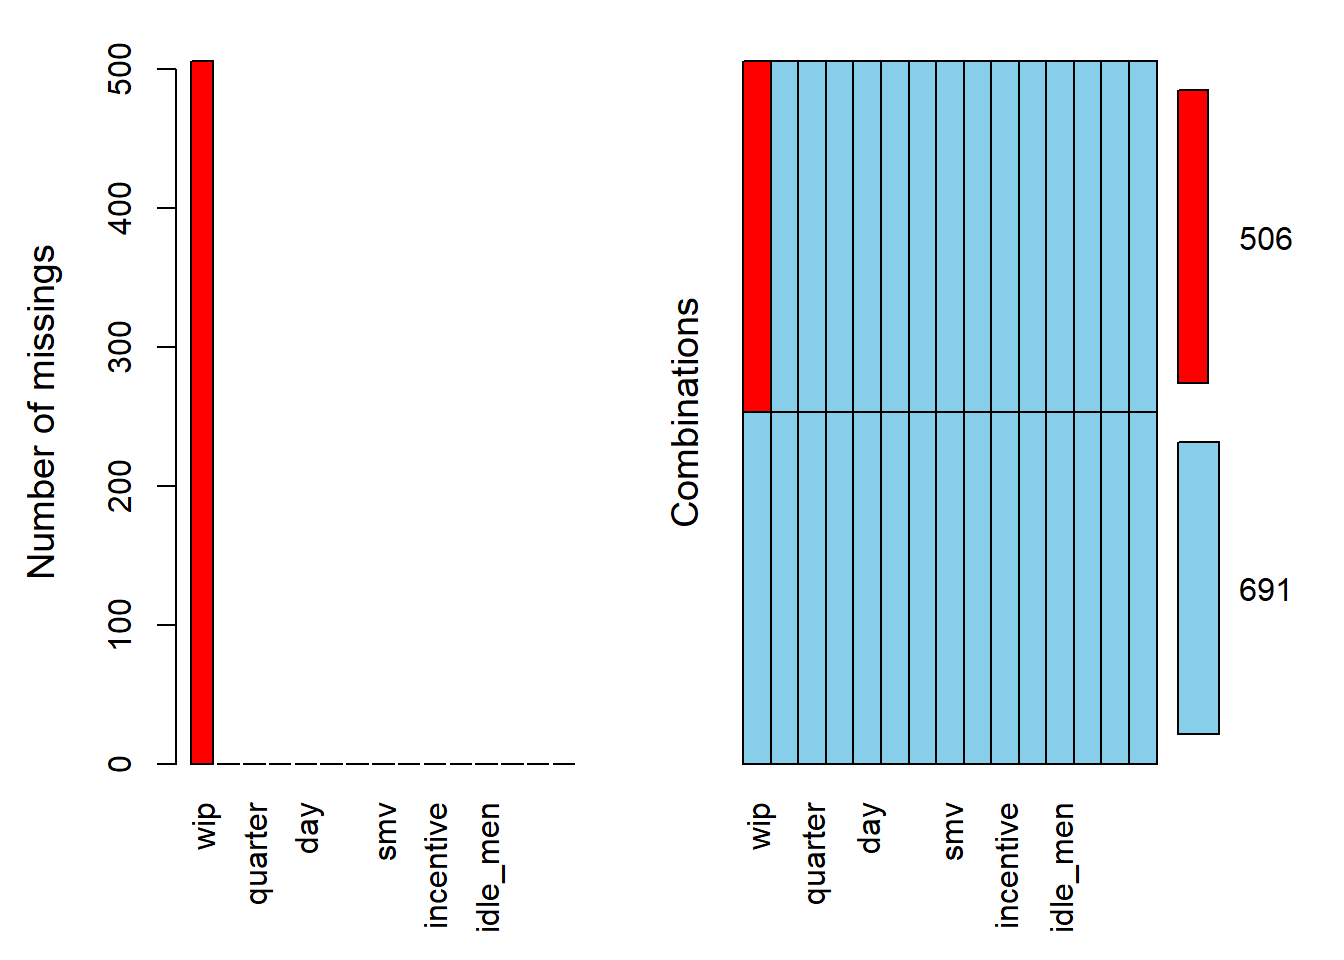 Number of missings
500
400
300
200
100
0
wip
quarter
day
smv
incentive
idle_men
Combinations
wip
quarter
day
smv
incentive
idle_men
506
691